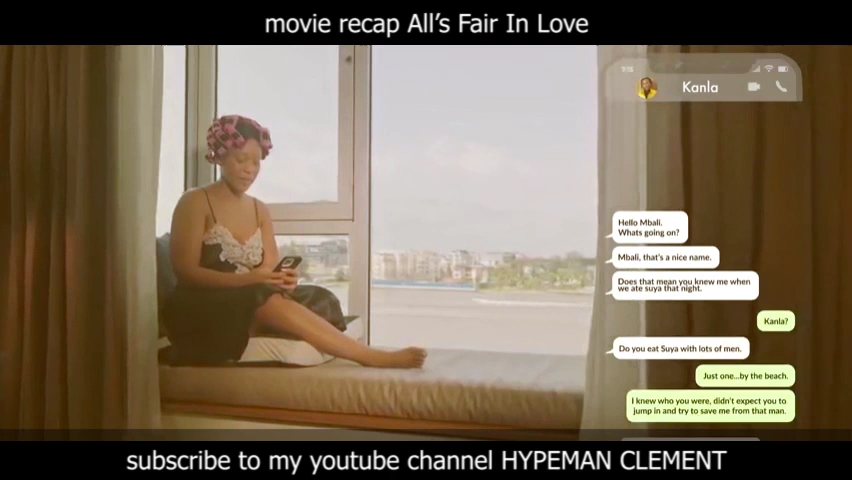 movie recap All's Fair In Love
9:15
Kanla
Hello Mbali.
Whats going on?
Mbali, that's a nice name.
Does that mean you knew me when
we ate suya that night.
Kanla?
Do you eat Suya with lots of men.
Just one...by the beach.
I knew who you were, didn't expect you to
jump in and try to save me from that man.
subscribe to my youtube channel HYPEMAN CLEMENT